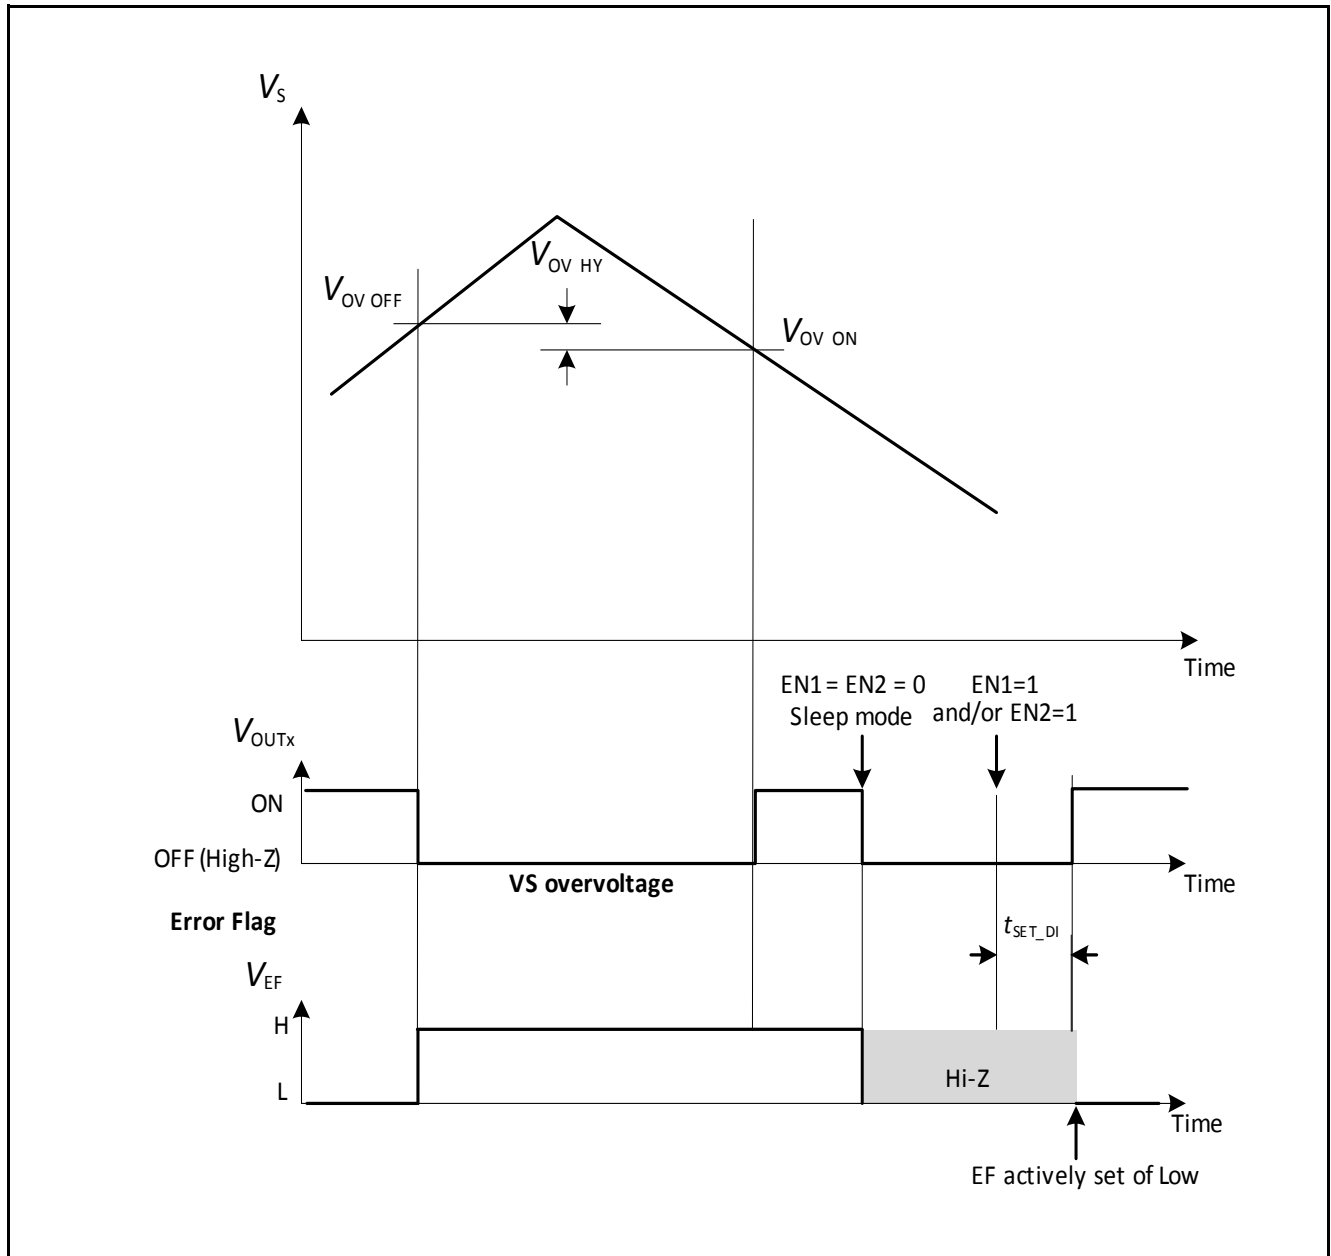 VS
VOV HY
VOV OFF
VOV ON
Time
EN1 = EN2 = 0
Sleep mode
EN1=1
and/or EN2=1
VOUTx
ON
OFF (High-Z)
VS overvoltage
Time
Error Flag
tSET_DI
VEF
H
L
Hi-Z
Time
EF actively set of Low